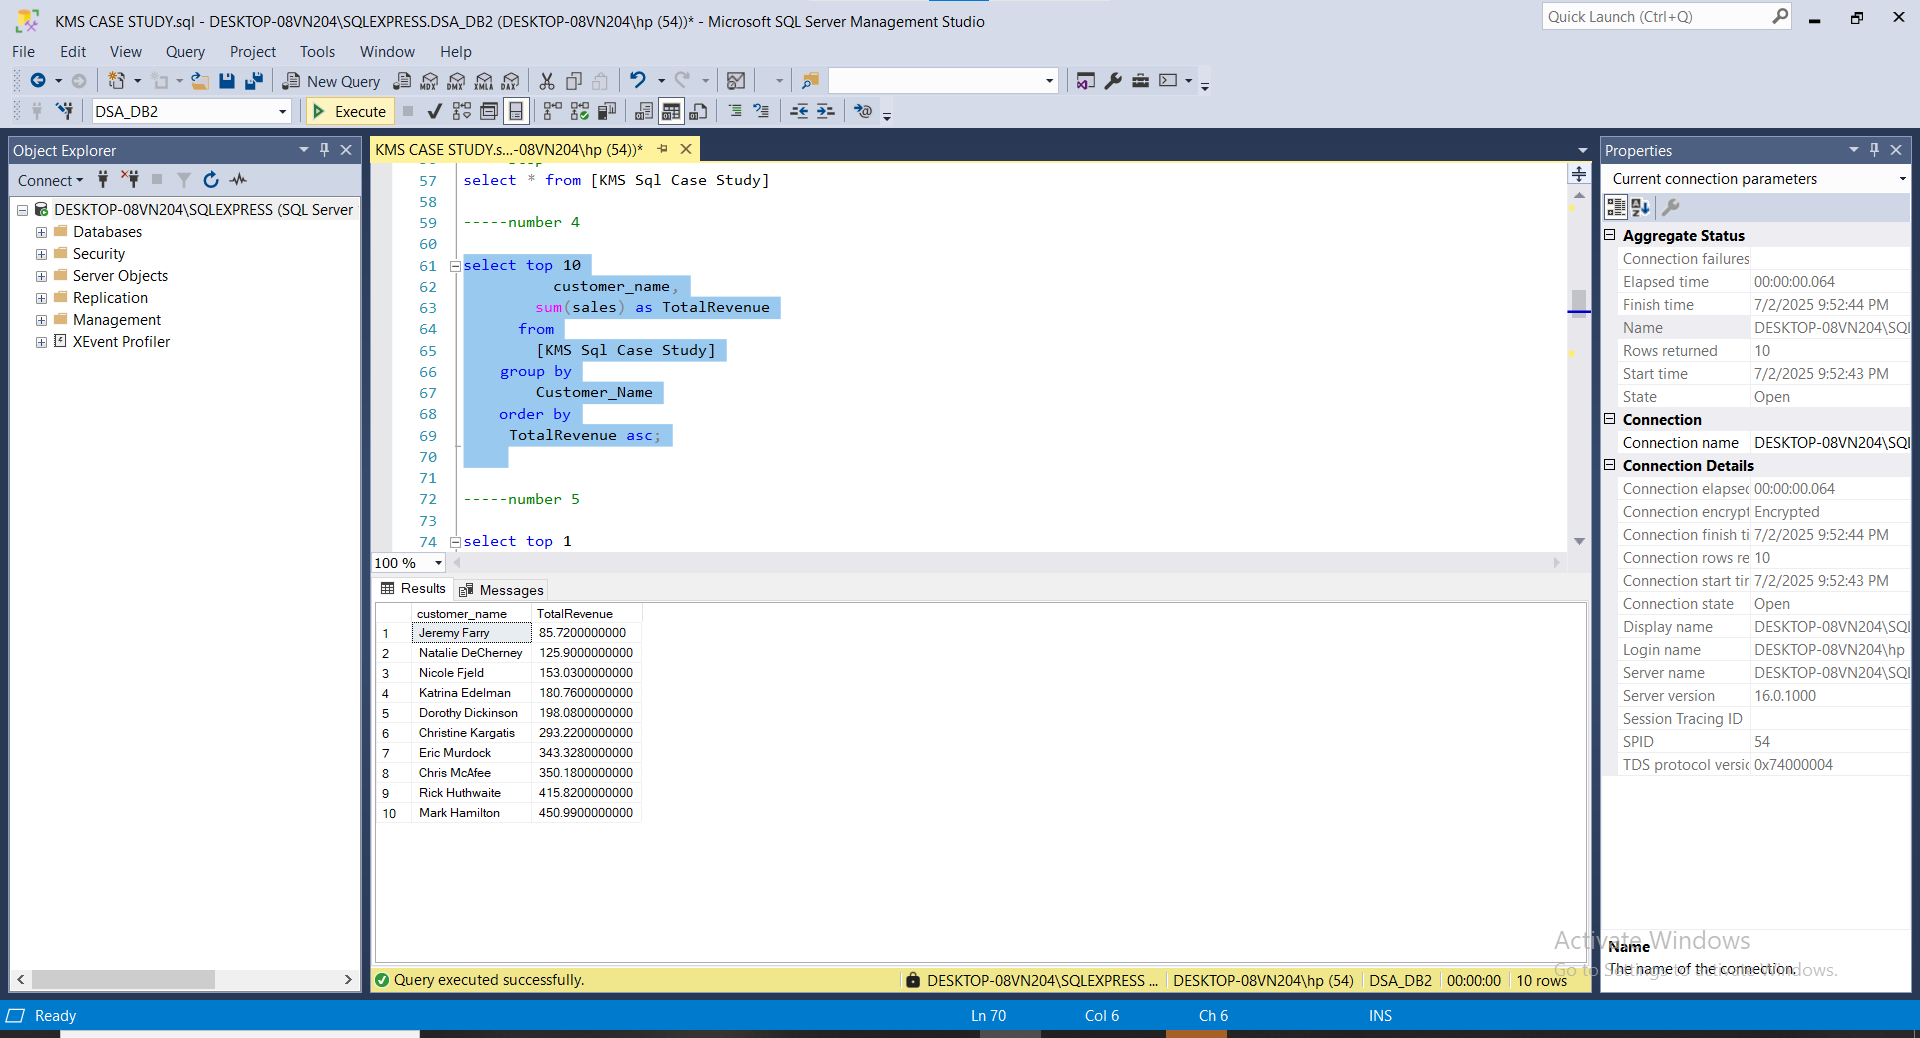 KMS CASE STUDY.sql - DESKTOP-08VN204\SQLEXPRESS.DSA_DB2 (DESKTOP-08VN204\hp (54))* - Microsoft SQL Server Management Studio
Quick Launch (Ctrl+Q)
File Edit View Query Project Tools Window Help
New Query MDX DMX XMLA DAX
DSA_DB2 Execute
Object Explorer
Connect
DESKTOP-08VN204\SQLEXPRESS (SQL Server
Databases
Security
Server Objects
Replication
Management
XEvent Profiler
KMS CASE STUDY.s...-08VN204\hp (54))*
57 select * from [KMS Sql Case Study]
58
59 -----number 4
60
61 select top 10
62 customer_name,
63 sum(sales) as TotalRevenue
64 from
65 [KMS Sql Case Study]
66 group by
67 Customer_Name
68 order by
69 TotalRevenue asc;
70
71
72 -----number 5
73
74 select top 1
100 %
Results Messages
customer_name TotalRevenue
1 Jeremy Farry 85.7200000000
2 Natalie DeCherney 125.9000000000
3 Nicole Fjeld 153.0300000000
4 Katrina Edelman 180.7600000000
5 Dorothy Dickinson 198.0800000000
6 Christine Kargatis 293.2200000000
7 Eric Murdock 343.3280000000
8 Chris McAfee 350.1800000000
9 Rick Huthwaite 415.8200000000
10 Mark Hamilton 450.9900000000
Query executed successfully. DESKTOP-08VN204\SQLEXPRESS ... DESKTOP-08VN204\hp (54) DSA_DB2 00:00:00 10 rows
Properties
Current connection parameters
Aggregate Status
Connection failures
Elapsed time 00:00:00.064
Finish time 7/2/2025 9:52:44 PM
Name DESKTOP-08VN204\SQl
Rows returned 10
Start time 7/2/2025 9:52:43 PM
State Open
Connection
Connection name DESKTOP-08VN204\SQl
Connection Details
Connection elapsec 00:00:00.064
Connection encrypt Encrypted
Connection finish ti 7/2/2025 9:52:44 PM
Connection rows re 10
Connection start tir 7/2/2025 9:52:43 PM
Connection state Open
Display name DESKTOP-08VN204\SQl
Login name DESKTOP-08VN204\hp
Server name DESKTOP-08VN204\SQl
Server version 16.0.1000
Session Tracing ID
SPID 54
TDS protocol versic 0x74000004
Activate Windows
Go to Settings to activate Windows.
Name
The name of the connection.
Ready Ln 70 Col 6 Ch 6 INS